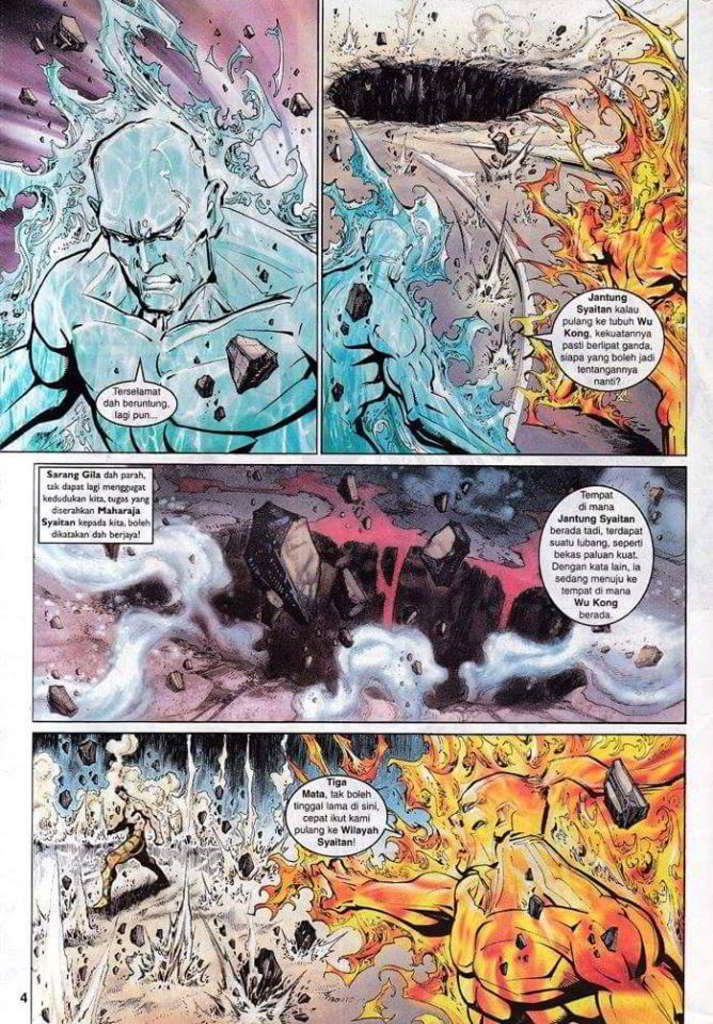 Terselamat
dah beruntung,
lagi pun...
Jantung
Syaitan kalau
pulang ke tubuh Wu
Kong, kekuatannya
pasti berlipat ganda,
siapa yang boleh jadi
tentangannya
nanti?
Sarang Gila dah parah,
tak dapat lagi menggugat
kedudukan kita, tugas yang
diserahkan Maharaja
Syaitan kepada kita, boleh
dikatakan dah berjaya!
Tempat
di mana
Jantung Syaitan
berada tadi, terdapat
suatu lubang, seperti
bekas paluan kuat.
Dengan kata lain, ia
sedang menuju ke
tempat di mana
Wu Kong
berada.
Tiga
Mata, tak boleh
tinggal lama di sini,
cepat ikut kami
pulang ke Wilayah
Syaitan!
4